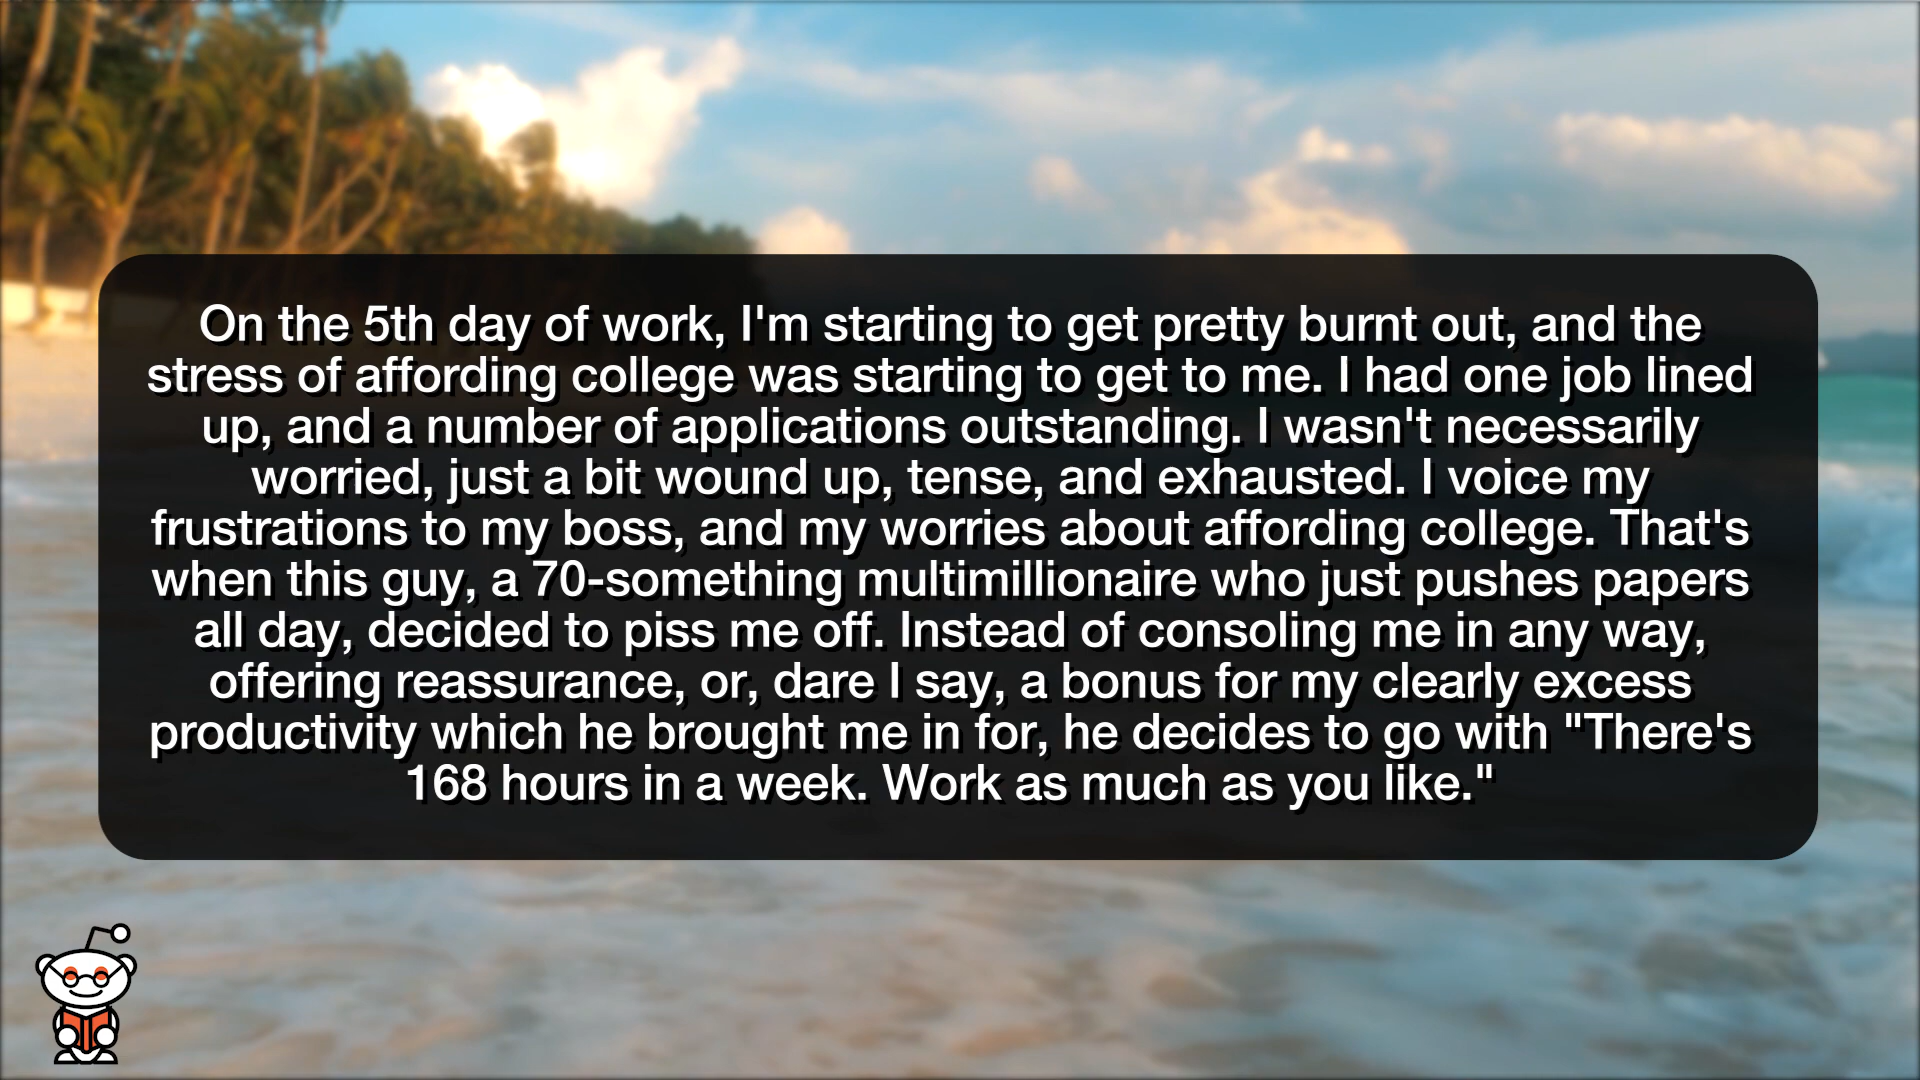 On the 5th day of work, I'm starting to get pretty burnt out, and the
stress of affording college was starting to get to me. I had one job lined
up, and a number of applications outstanding. I wasn't necessarily
worried, just a bit wound up, tense, and exhausted. I voice my
frustrations to my boss, and my worries about affording college. That's
when this guy, a 70-something multimillionaire who just pushes papers
all day, decided to piss me off. Instead of consoling me in any way,
offering reassurance, or, dare I say, a bonus for my clearly excess
productivity which he brought me in for, he decides to go with "There's
168 hours in a week. Work as much as you like."